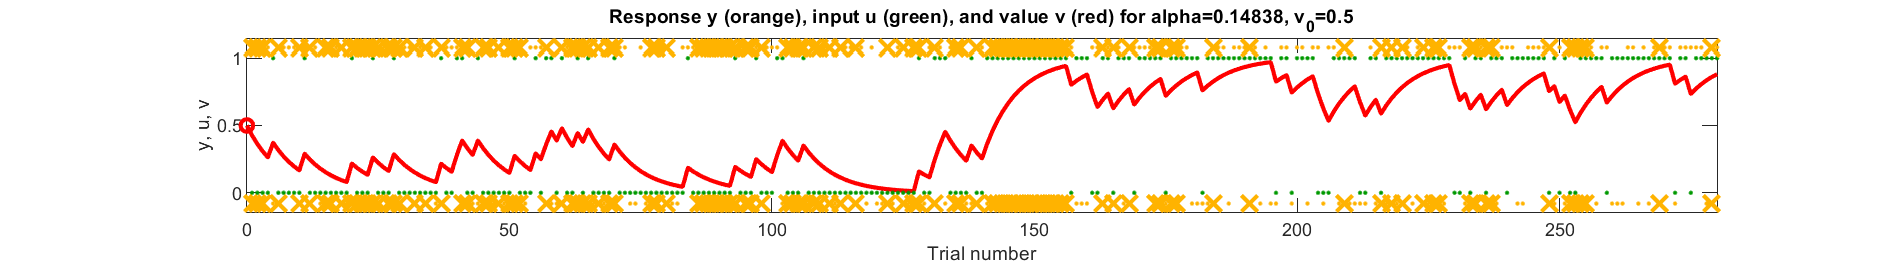 Response y (orange), input u (green), and value v (red) for alpha=0.14838, v0=0.5
y, u, v
1
0.5
0
0 50 100 150 200 250
Trial number